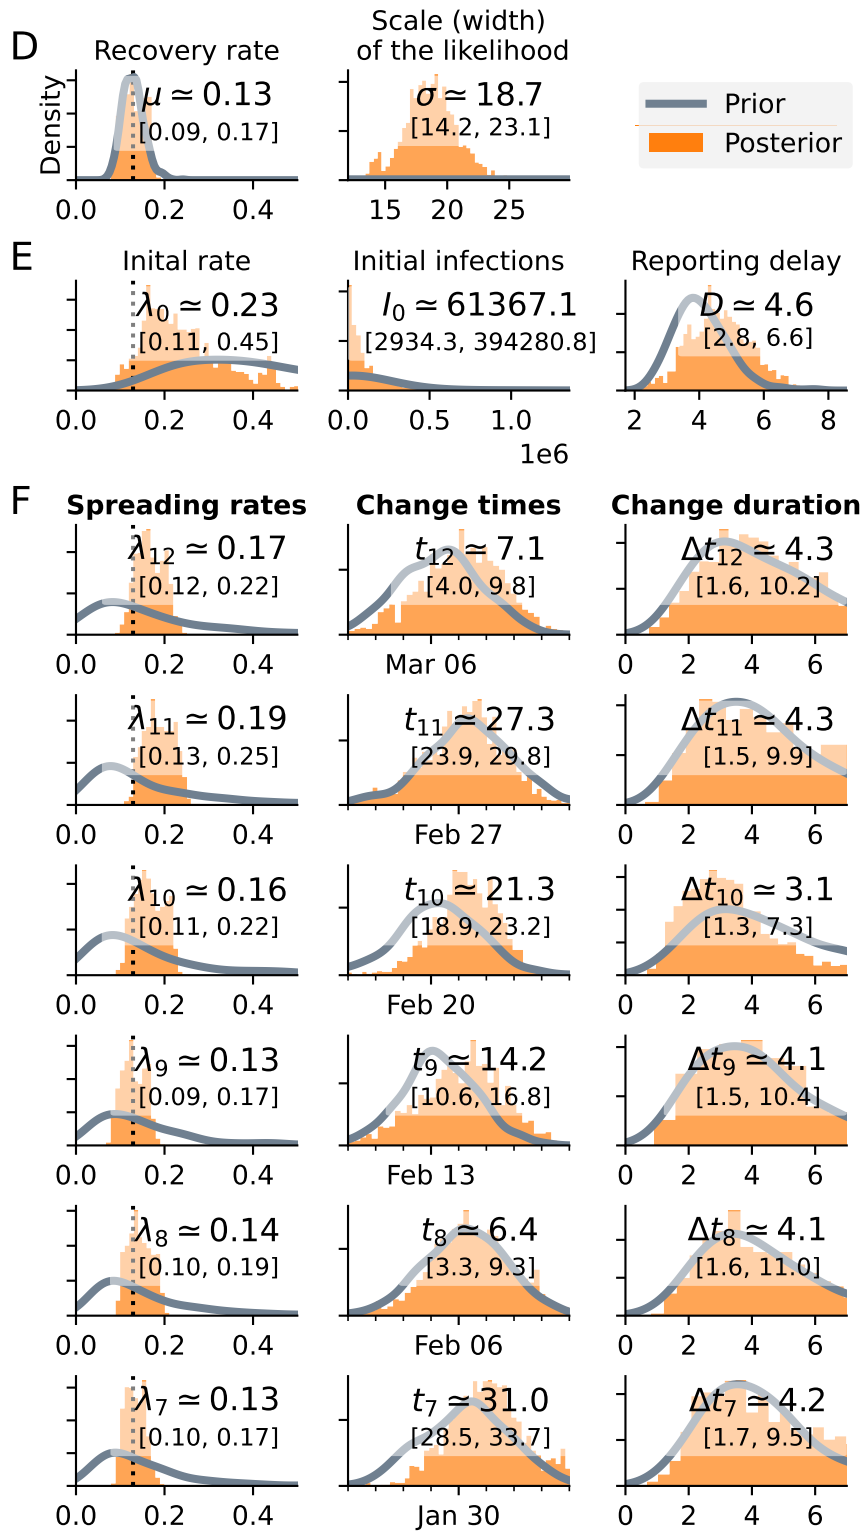 D
Recovery rate
Scale (width)
of the likelihood
Density
μ ≃ 0.13
[0.09, 0.17]
0.0 0.2 0.4
σ ≃ 18.7
[14.2, 23.1]
15 20 25
Prior
Posterior
E
Inital rate
λ0 ≃ 0.23
[0.11, 0.45]
0.0 0.2 0.4
Initial infections
I0 ≃ 61367.1
[2934.3, 394280.8]
0.0 0.5 1.0
1e6
Reporting delay
D ≃ 4.6
[2.8, 6.6]
2 4 6 8
F
Spreading rates
Change times
Change duration
λ12 ≃ 0.17
[0.12, 0.22]
0.0 0.2 0.4
t12 ≃ 7.1
[4.0, 9.8]
Mar 06
Δt12 ≃ 4.3
[1.6, 10.2]
0 2 4 6
λ11 ≃ 0.19
[0.13, 0.25]
0.0 0.2 0.4
t11 ≃ 27.3
[23.9, 29.8]
Feb 27
Δt11 ≃ 4.3
[1.5, 9.9]
0 2 4 6
λ10 ≃ 0.16
[0.11, 0.22]
0.0 0.2 0.4
t10 ≃ 21.3
[18.9, 23.2]
Feb 20
Δt10 ≃ 3.1
[1.3, 7.3]
0 2 4 6
λ9 ≃ 0.13
[0.09, 0.17]
0.0 0.2 0.4
t9 ≃ 14.2
[10.6, 16.8]
Feb 13
Δt9 ≃ 4.1
[1.5, 10.4]
0 2 4 6
λ8 ≃ 0.14
[0.10, 0.19]
0.0 0.2 0.4
t8 ≃ 6.4
[3.3, 9.3]
Feb 06
Δt8 ≃ 4.1
[1.6, 11.0]
0 2 4 6
λ7 ≃ 0.13
[0.10, 0.17]
0.0 0.2 0.4
t7 ≃ 31.0
[28.5, 33.7]
Jan 30
Δt7 ≃ 4.2
[1.7, 9.5]
0 2 4 6